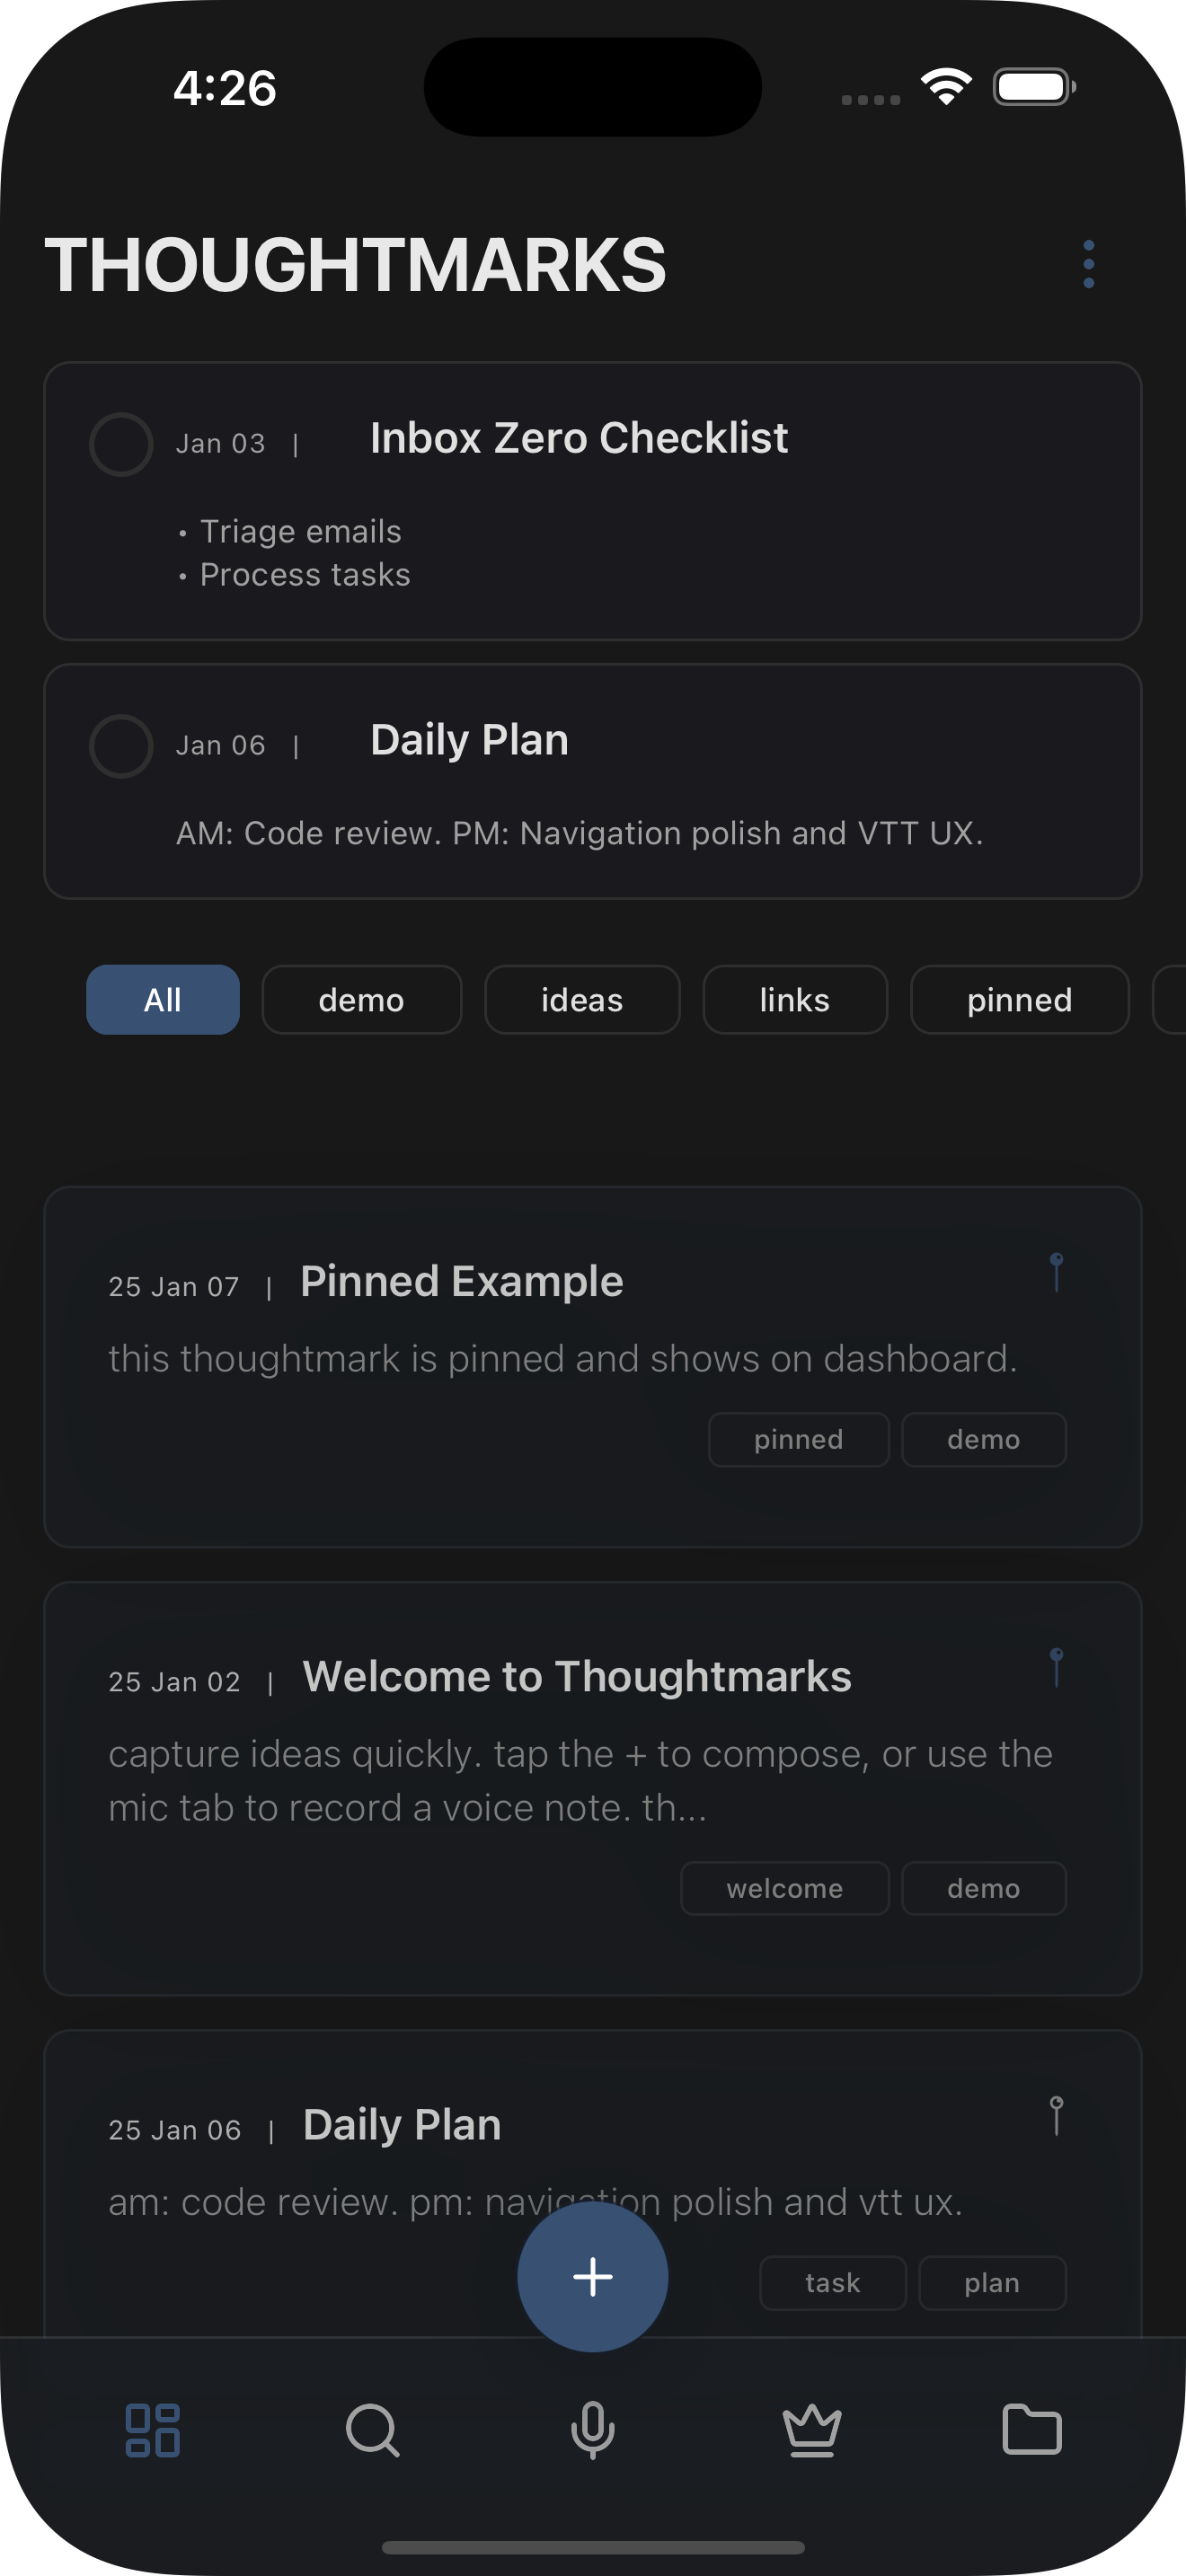 4:26
THOUGHTMARKS
Jan 03 | Inbox Zero Checklist
• Triage emails
• Process tasks
Jan 06 | Daily Plan
AM: Code review. PM: Navigation polish and VTT UX.
All demo ideas links pinned
25 Jan 07 | Pinned Example
this thoughtmark is pinned and shows on dashboard.
pinned demo
25 Jan 02 | Welcome to Thoughtmarks
capture ideas quickly. tap the + to compose, or use the
mic tab to record a voice note. th...
welcome demo
25 Jan 06 | Daily Plan
am: code review. pm: navigation polish and vtt ux.
task plan